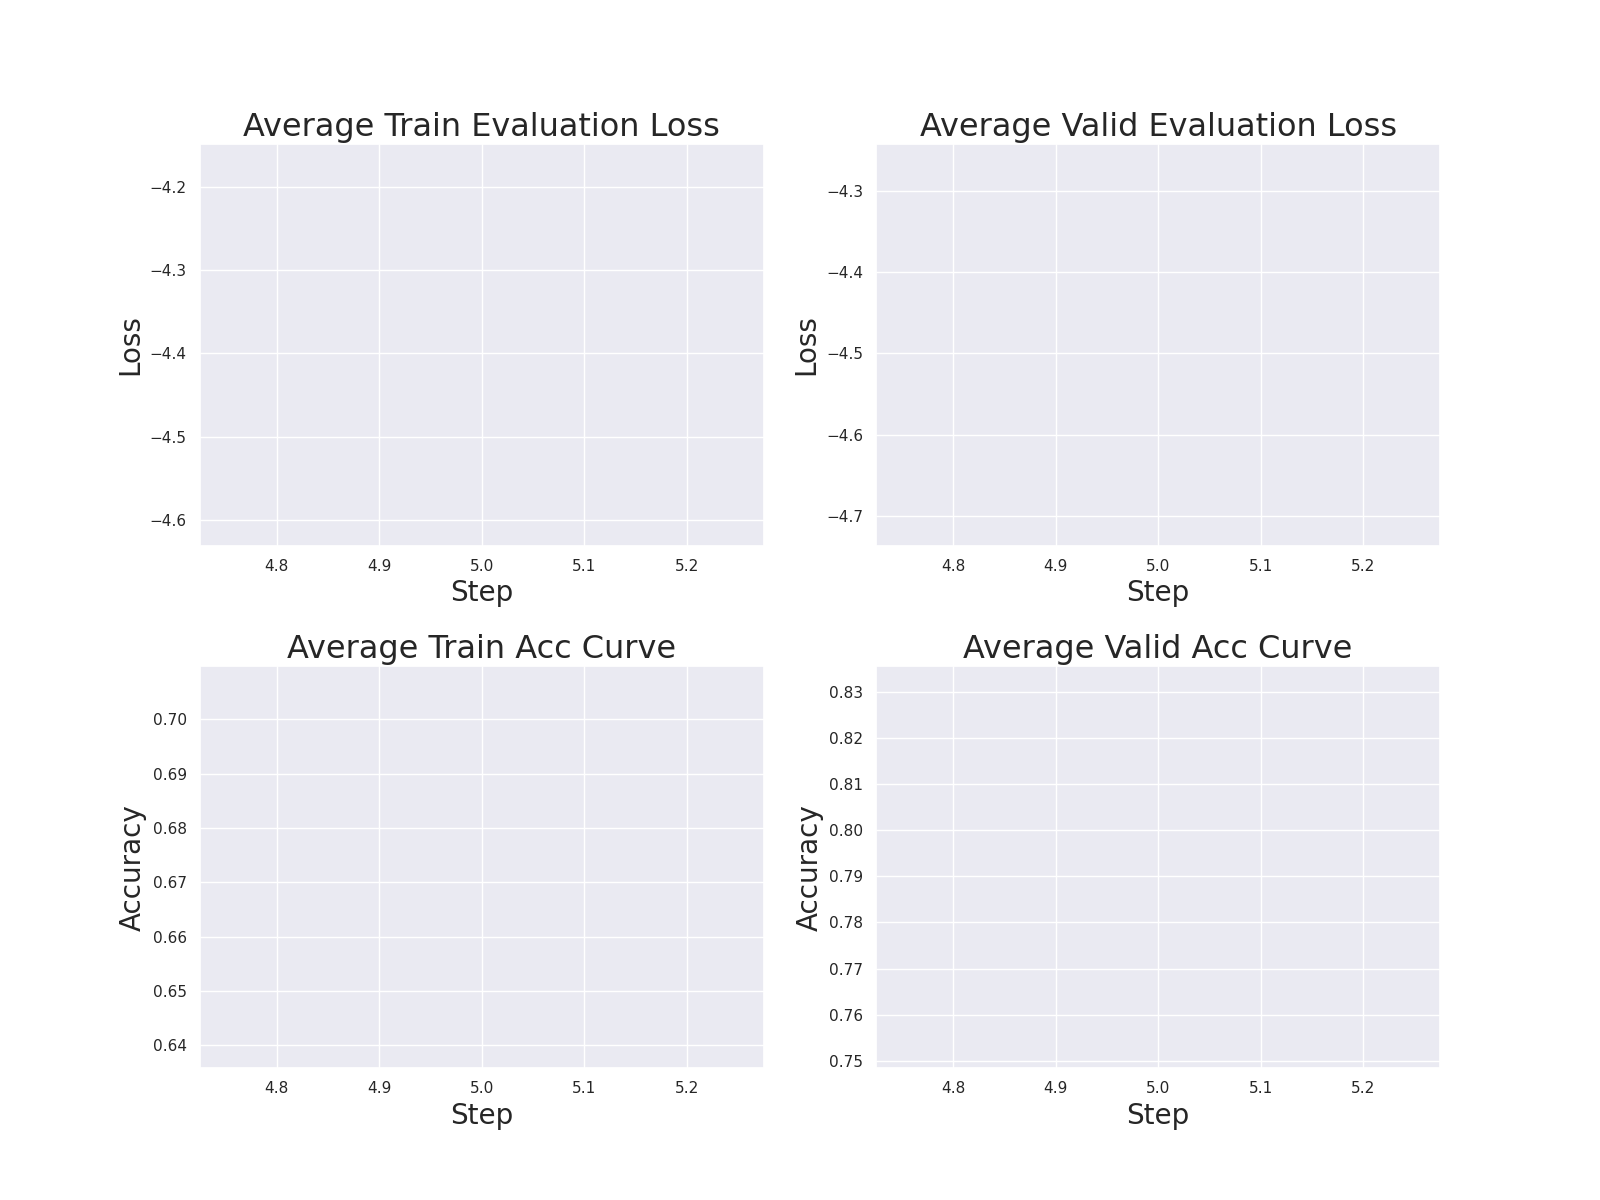 Average Train Evaluation Loss
−4.2
−4.3
−4.4
−4.5
−4.6
Loss
4.8 4.9 5.0 5.1 5.2
Step
Average Valid Evaluation Loss
−4.3
−4.4
−4.5
−4.6
−4.7
Loss
4.8 4.9 5.0 5.1 5.2
Step
Average Train Acc Curve
0.70
0.69
0.68
0.67
0.66
0.65
0.64
Accuracy
4.8 4.9 5.0 5.1 5.2
Step
Average Valid Acc Curve
0.83
0.82
0.81
0.80
0.79
0.78
0.77
0.76
0.75
Accuracy
4.8 4.9 5.0 5.1 5.2
Step